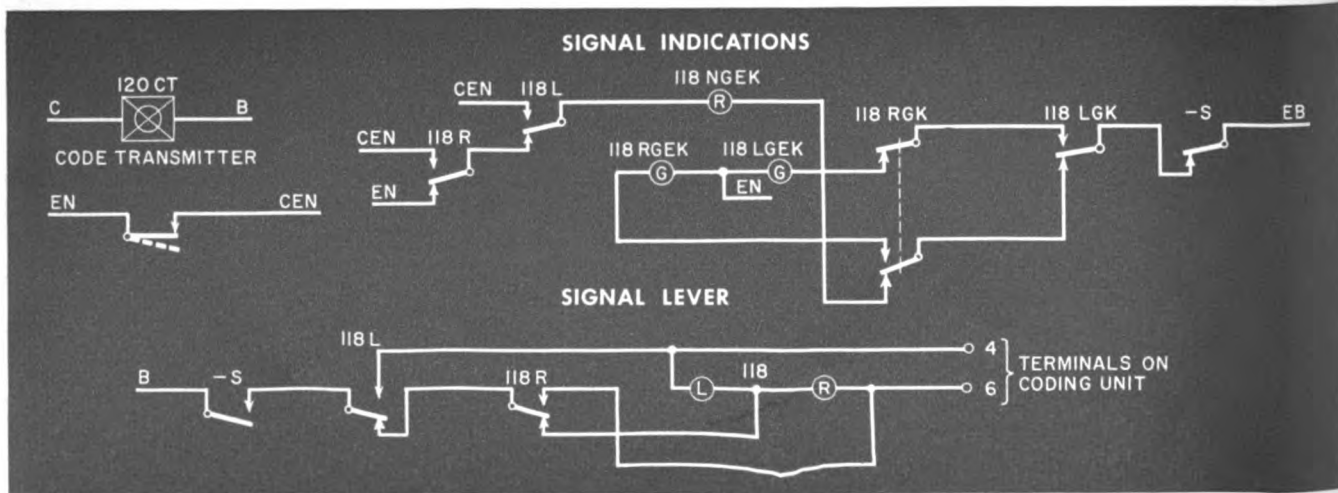 SIGNAL INDICATIONS
120 CT
C B
CODE TRANSMITTER
EN CEN
CEN 118 L
118 NGEK
R
CEN 118 R
EN
118 RGEK 118 LGEK
G G
EN
118 RGK
118 LGK
-S EB
SIGNAL LEVER
118 L
B -S
118 R
118
L R
4
6
TERMINALS ON
CODING UNIT